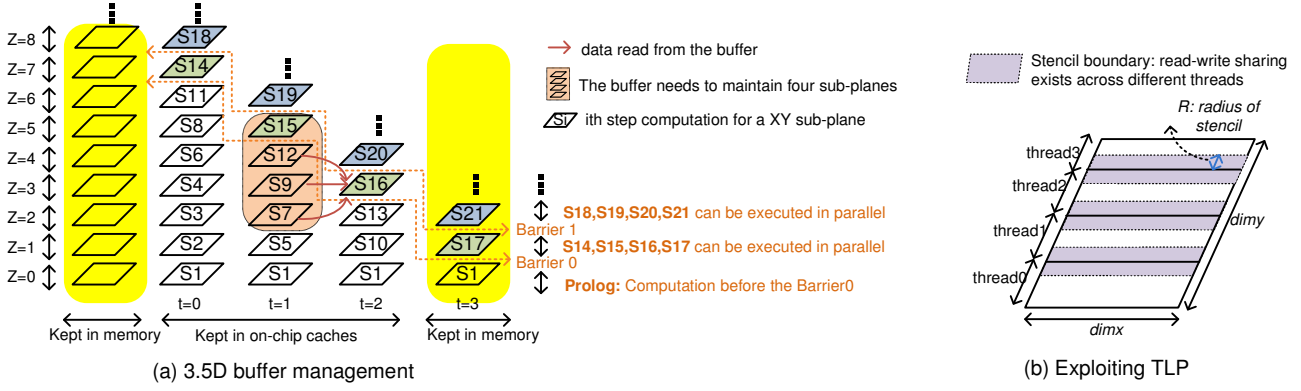 Z=8
S18
Z=7
S14
Z=6
S11
S19
Z=5
S8
S15
Z=4
S6
S12
S20
Z=3
S4
S9
S16
Z=2
S3
S7
S13
S21
Z=1
S2
S5
S10
S17
Z=0
S1
S1
S1
S1
t=0
t=1
t=2
t=3
Kept in memory
Kept in on-chip caches
Kept in memory
data read from the buffer
The buffer needs to maintain four sub-planes
Si
ith step computation for a XY sub-plane
S18,S19,S20,S21 can be executed in parallel
Barrier 1
S14,S15,S16,S17 can be executed in parallel
Barrier 0
Prolog: Computation before the Barrier0
(a) 3.5D buffer management
Stencil boundary: read-write sharing
exists across different threads
R: radius of
stencil
thread3
thread2
thread1
thread0
dimy
dimx
(b) Exploiting TLP